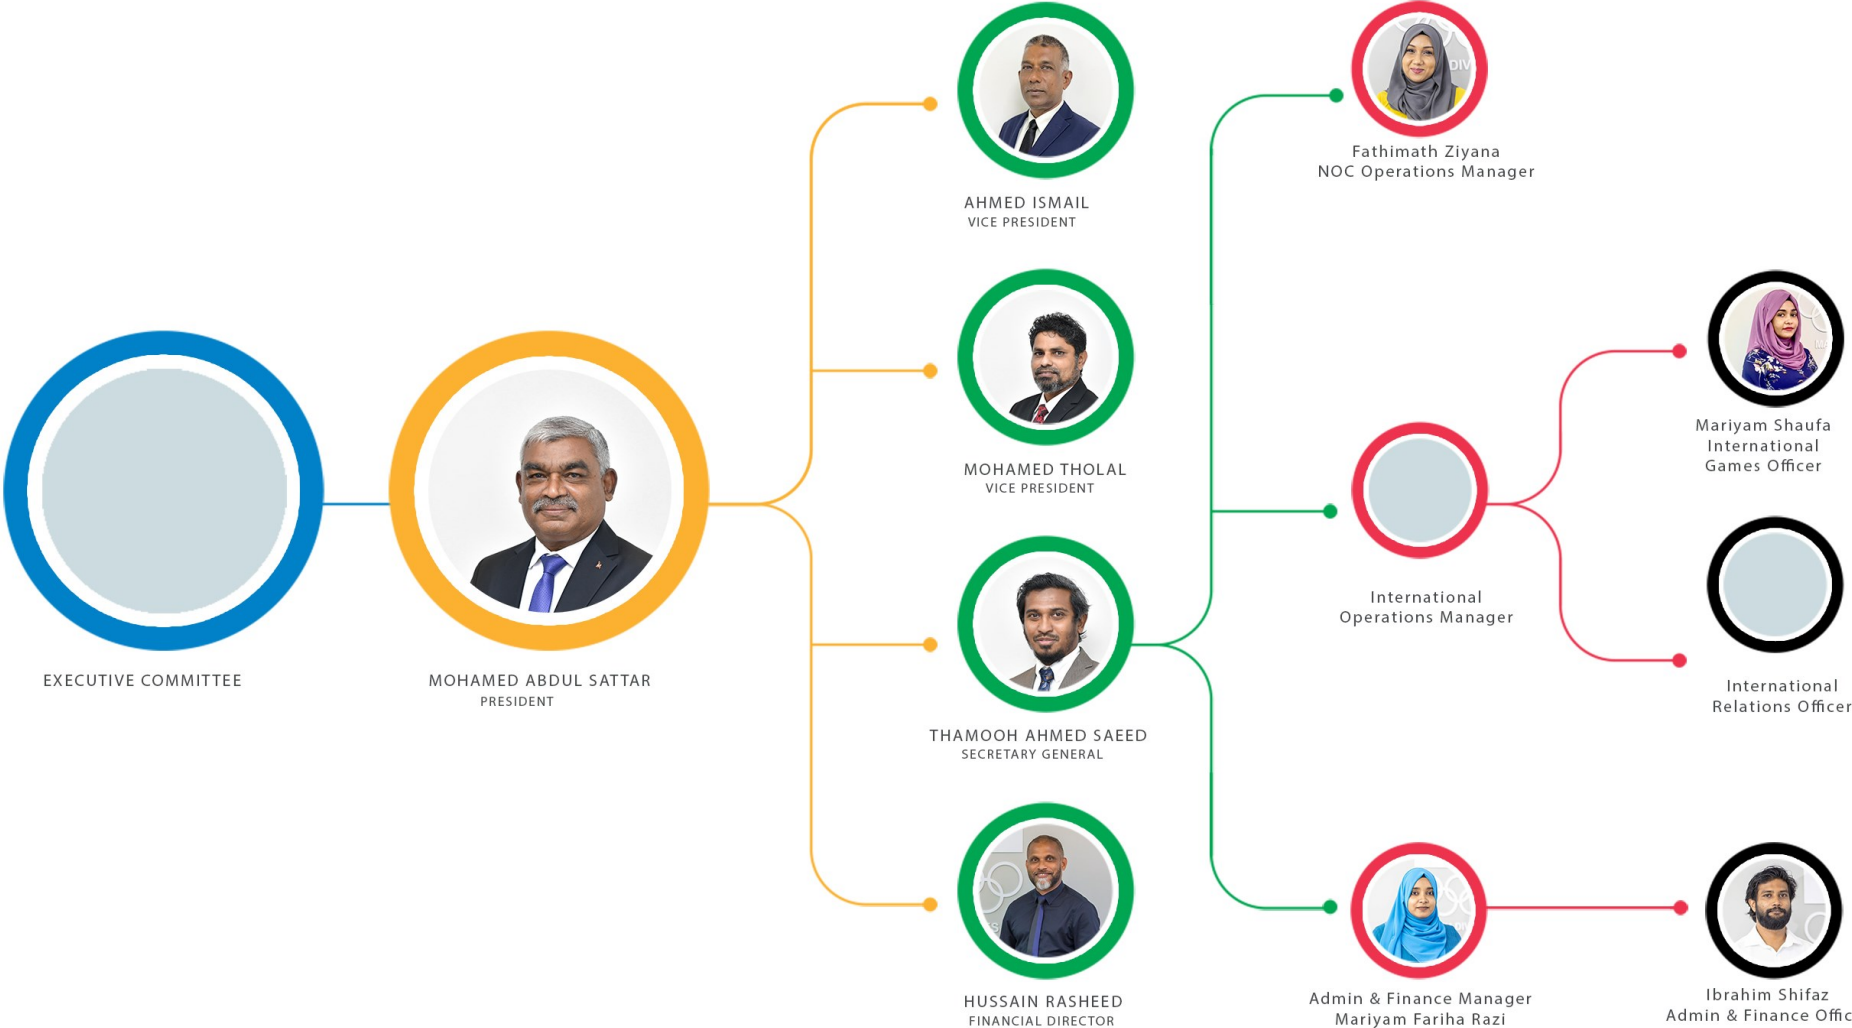 EXECUTIVE COMMITTEE
MOHAMED ABDUL SATTAR
PRESIDENT
AHMED ISMAIL
VICE PRESIDENT
MOHAMED THOLAL
VICE PRESIDENT
THAMOOH AHMED SAEED
SECRETARY GENERAL
HUSSAIN RASHEED
FINANCIAL DIRECTOR
Fathimath Ziyana
NOC Operations Manager
International
Operations Manager
Admin & Finance Manager
Mariyam Fariha Razi
Mariyam Shaufa
International
Games Officer
International
Relations Officer
Ibrahim Shifaz
Admin & Finance Offic